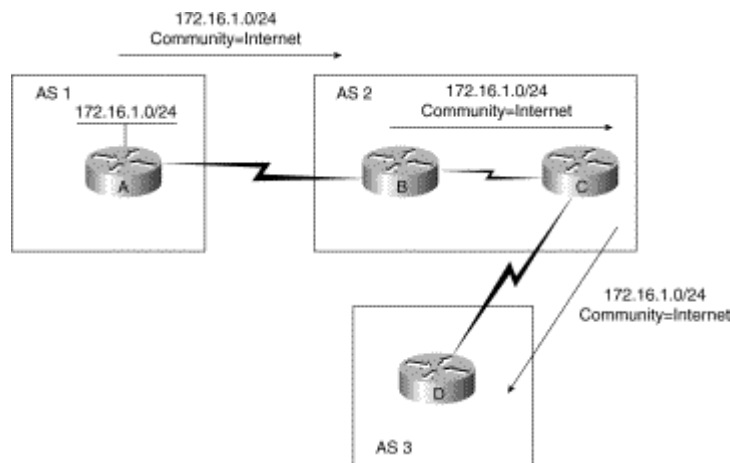 172.16.1.0/24
Community=Internet
AS 1
172.16.1.0/24
A
AS 2
172.16.1.0/24
Community=Internet
B
C
172.16.1.0/24
Community=Internet
D
AS 3